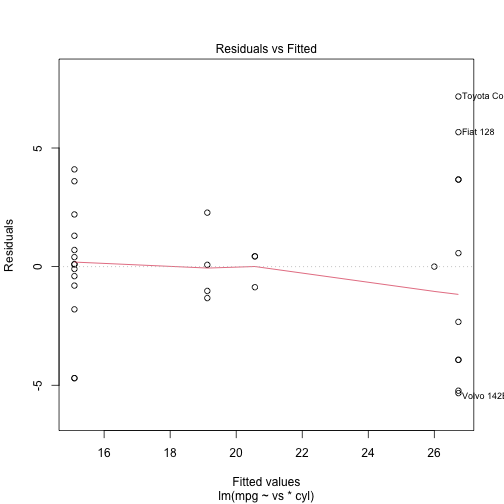 Residuals vs Fitted
Toyota Co
Fiat 128
5
0
-5
Volvo 142E
Residuals
16 18 20 22 24 26
Fitted values
lm(mpg ~ vs * cyl)